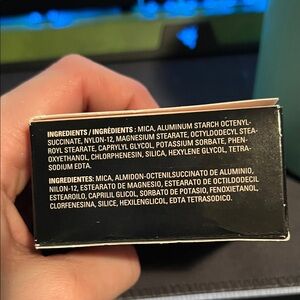 INGREDIENTS / INGRÉDIENTS : MICA, ALUMINUM STARCH OCTENYL-
SUCCINATE, NYLON-12, MAGNESIUM STEARATE, OCTYLDODECYL STEA-
ROYL STEARATE, CAPRYLYL GLYCOL, POTASSIUM SORBATE, PHEN-
OXYETHANOL, CHLORPHENESIN, SILICA, HEXYLENE GLYCOL, TETRA-
SODIUM EDTA.
INGREDIENTES: MICA, ALMIDON-OCTENILSUCCINATO DE ALUMINIO,
NILON-12, ESTEARATO DE MAGNESIO, ESTEARATO DE OCTILDODECIL
ESTEAROILO, CAPRILIL GLICOL, SORBATO DE POTASIO, FENOXIETANOL,
CLORFENESINA, SILICE, HEXILENGLICOL, EDTA TETRASODICO.